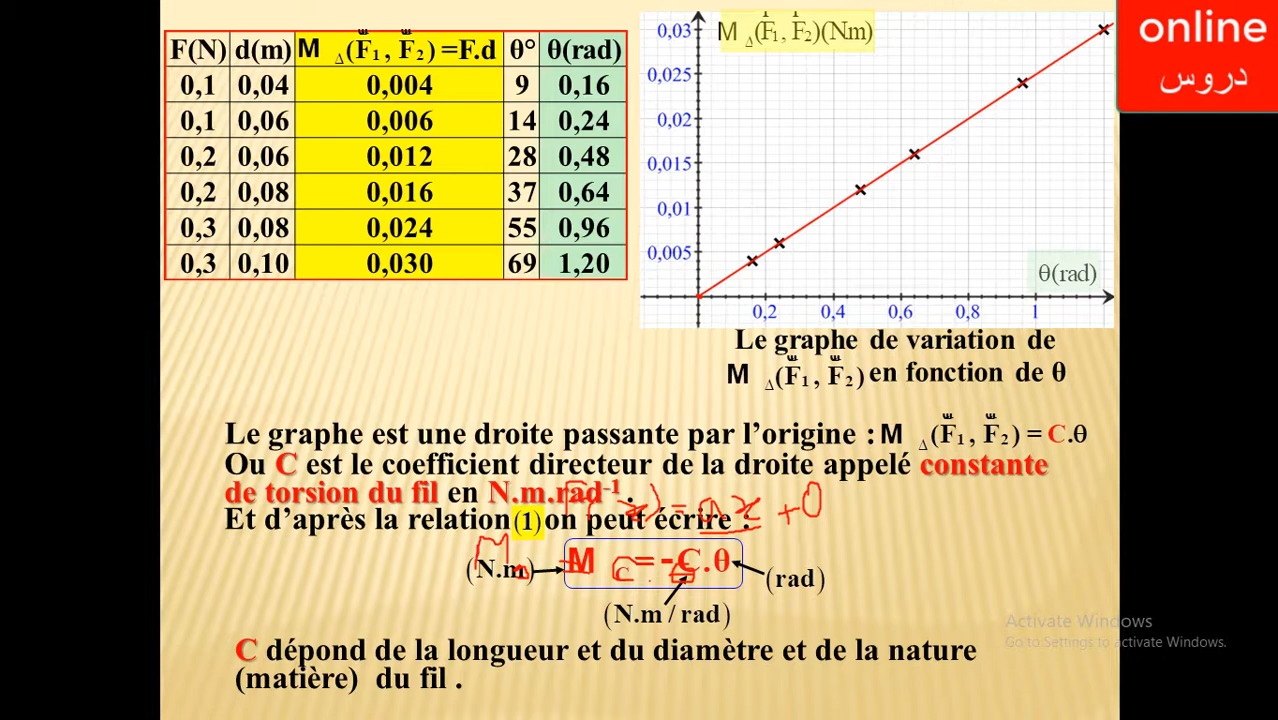 F(N) d(m) M Δ(F1 , F2) =F.d θ° θ(rad)
0,1 0,04 0,004 9 0,16
0,1 0,06 0,006 14 0,24
0,2 0,06 0,012 28 0,48
0,2 0,08 0,016 37 0,64
0,3 0,08 0,024 55 0,96
0,3 0,10 0,030 69 1,20
M Δ(F1, F2)(Nm)
0,03
0,025
0,02
0,015
0,01
0,005
θ(rad)
0,2 0,4 0,6 0,8 1
online
دروس
Le graphe de variation de
M Δ(F1 , F2) en fonction de θ
Le graphe est une droite passante par l’origine : M Δ(F1 , F2) = C.θ
Ou C est le coefficient directeur de la droite appelé constante
de torsion du fil en N.m.rad-1 .
Et d’après la relation (1) on peut écrire :
= ax + 0
(N.m) M C = -C.θ (rad)
(N.m / rad)
C dépond de la longueur et du diamètre et de la nature
(matière) du fil .
Activate Windows
Go to Settings to activate Windows.